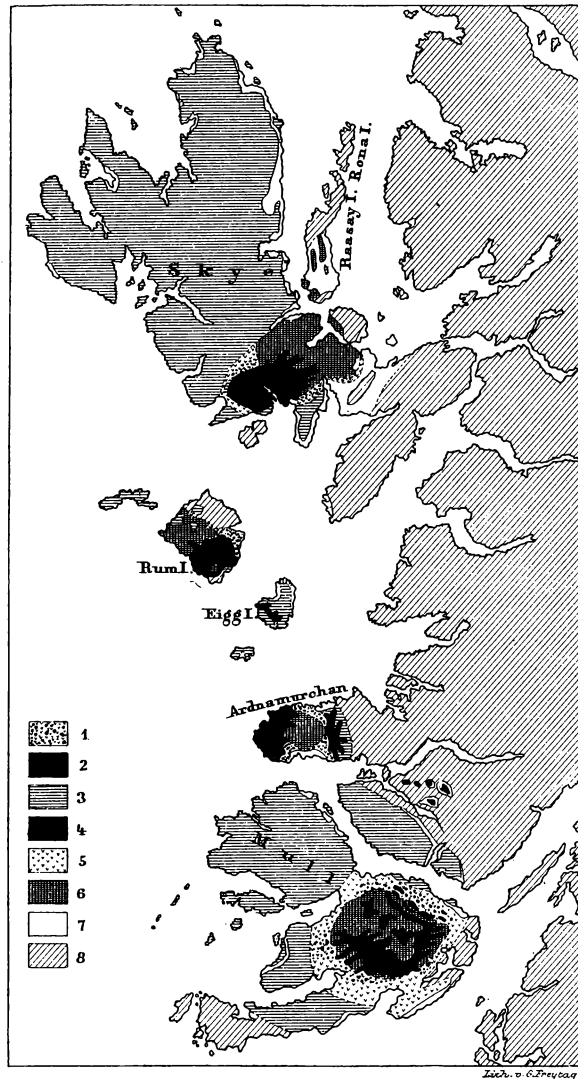 Raasay I. Rona I.
Skye
Rum I.
Eigg I.
Ardnamurchan
Mull
1
2
3
4
5
6
7
8
Lith. v. G. Freytag